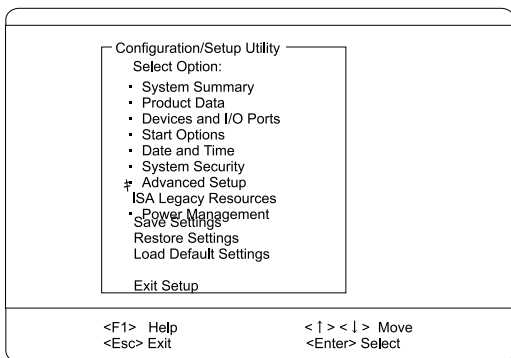 Configuration/Setup Utility
Select Option:
· System Summary
· Product Data
· Devices and I/O Ports
· Start Options
· Date and Time
· System Security
· Advanced Setup
ISA Legacy Resources
· Power Management
Save Settings
Restore Settings
Load Default Settings
Exit Setup
<F1> Help <↑><↓> Move
<Esc> Exit <Enter> Select